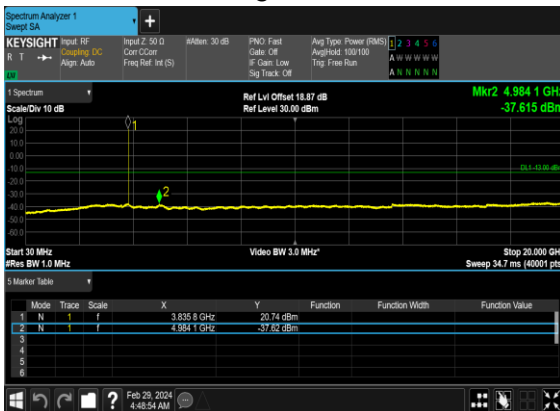 Spectrum Analyzer 1
Swept SA
KEYSIGHT Input: RF Input Z: 50 Ω #Atten: 30 dB PNO: Fast Avg Type: Power (RMS) 1 2 3 4 5 6
R T Coupling: DC Corr CCorr Gate: Off Avg|Hold: 100/100 A W W W W W
Align: Auto Freq Ref: Int (S) IF Gain: Low Trig: Free Run
LV Sig Track: Off A N N N N N
1 Spectrum Ref Lvl Offset 18.87 dB Mkr2 4.984 1 GHz
Scale/Div 10 dB Ref Level 30.00 dBm -37.615 dBm
Log
20.0 1
10.0
0.00
-10.0 DL1 -13.00 dBm
-20.0
-30.0 2
-40.0
-50.0
-60.0
Start 30 MHz Video BW 3.0 MHz* Stop 20.000 GHz
#Res BW 1.0 MHz Sweep 34.7 ms (40001 pts)
5 Marker Table
Mode Trace Scale X Y Function Function Width Function Value
1 N 1 f 3.835 8 GHz 20.74 dBm
2 N 1 f 4.984 1 GHz -37.62 dBm
3
4
5
6
? Feb 29, 2024
4:48:54 AM